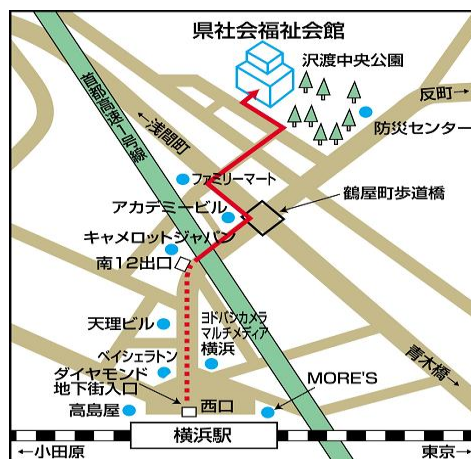 県社会福祉会館
沢渡中央公園
反町→
防災センター
首都高速1号線
←浅間町
ファミリーマート
鶴屋町歩道橋
アカデミービル
キャメロットジャパン
南12出口
天理ビル
ヨドバシカメラ
マルチメディア
横浜
青木橋→
ベイシェラトン
ダイヤモンド
地下街入口
MORE'S
高島屋
西口
横浜駅
←小田原
東京→